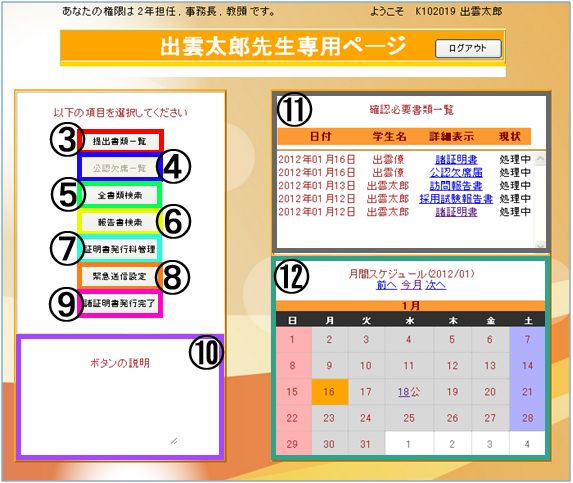 あなたの権限は 2年担任 , 事務長 , 教頭 です。
ようこそ K102019 出雲太郎
出雲太郎先生専用ページ
ログアウト
以下の項目を選択してください
③ 提出書類一覧
④ 公認欠席一覧
⑤ 全書類検索
⑥ 報告書検索
⑦ 証明書発行料管理
⑧ 緊急送信設定
⑨ 諸証明書発行完了
⑩
ボタンの説明
⑪
確認必要書類一覧
日付 学生名 詳細表示 現状
2012年01月16日 出雲僚 諸証明書 処理中
2012年01月16日 出雲僚 公認欠席届 処理中
2012年01月13日 出雲太郎 訪問報告書 処理中
2012年01月12日 出雲太郎 採用試験報告書 処理中
2012年01月12日 出雲太郎 諸証明書 処理中
⑫
月間スケジュール(2012/01)
前へ 今月 次へ
1月
日 月 火 水 木 金 土
1 2 3 4 5 6 7
8 9 10 11 12 13 14
15 16 17 18公 19 20 21
22 23 24 25 26 27 28
29 30 31 1 2 3 4